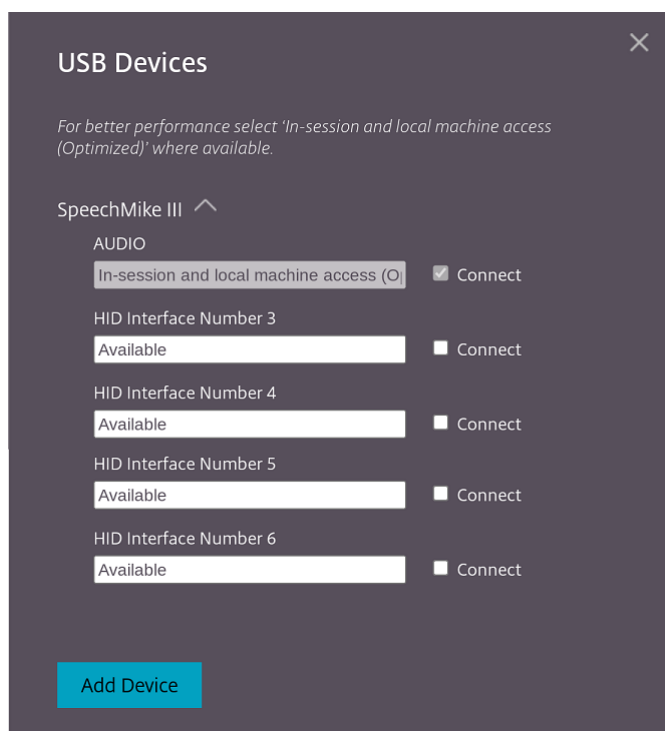 USB Devices
For better performance select ‘In-session and local machine access
(Optimized)’ where available.
SpeechMike III
AUDIO
In-session and local machine access (Op
Connect
HID Interface Number 3
Available
Connect
HID Interface Number 4
Available
Connect
HID Interface Number 5
Available
Connect
HID Interface Number 6
Available
Connect
Add Device